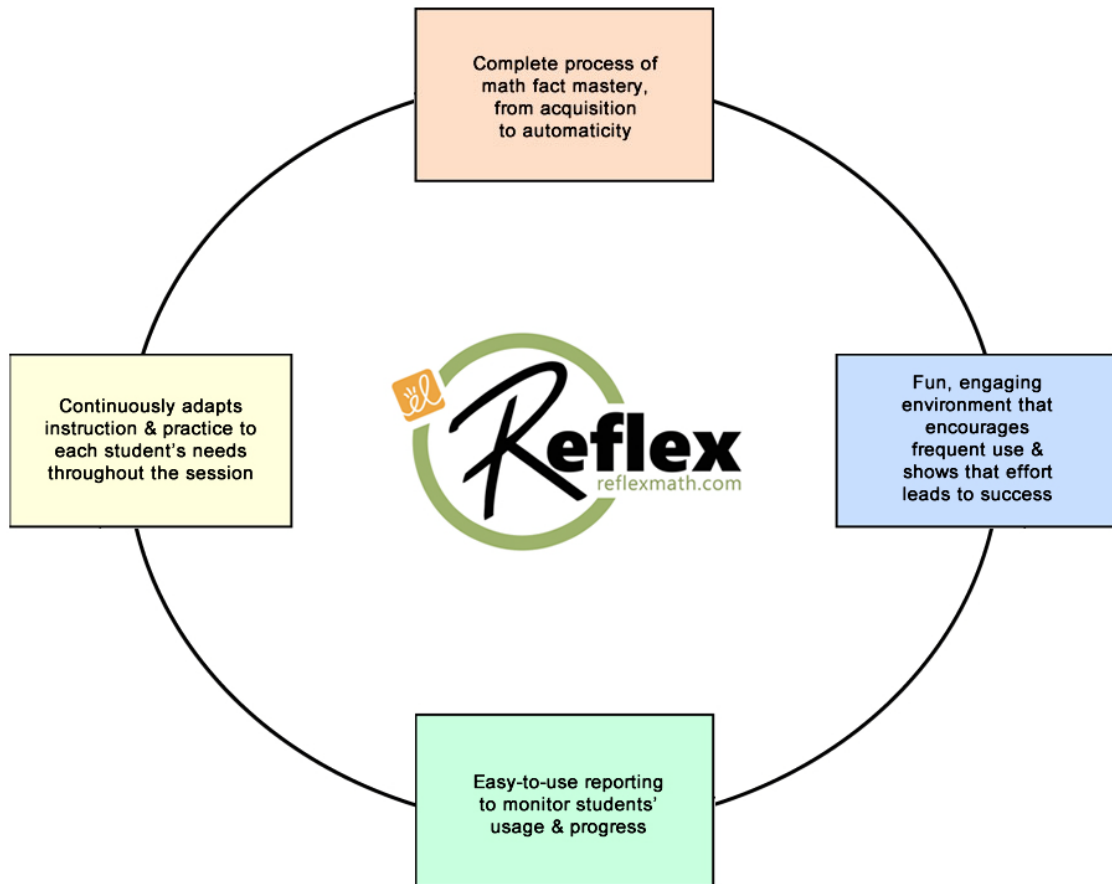 Complete process of
math fact mastery,
from acquisition
to automaticity
Continuously adapts
instruction & practice to
each student's needs
throughout the session
el
Reflex
reflexmath.com
Fun, engaging
environment that
encourages
frequent use &
shows that effort
leads to success
Easy-to-use reporting
to monitor students'
usage & progress